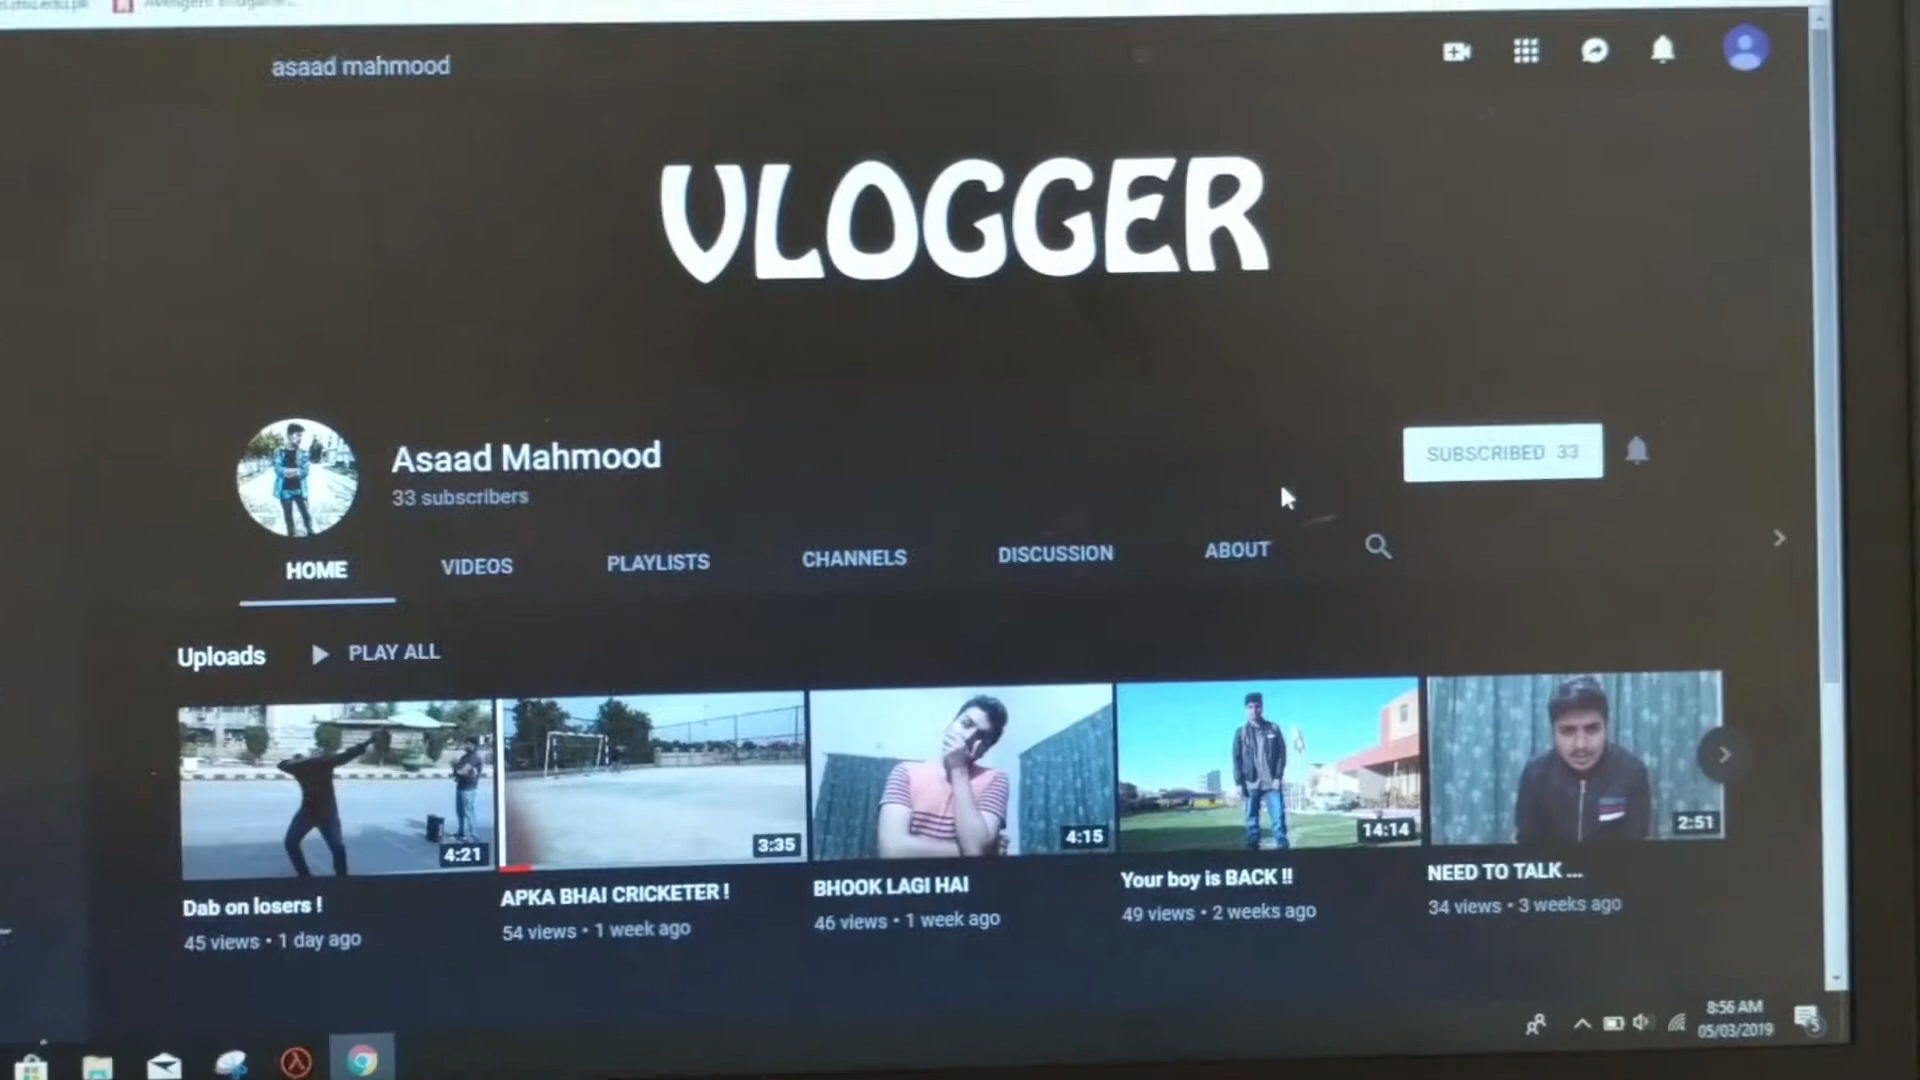 asaad mahmood
VLOGGER
Asaad Mahmood
33 subscribers
SUBSCRIBED 33
HOME VIDEOS PLAYLISTS CHANNELS DISCUSSION ABOUT
Uploads PLAY ALL
4:21 3:35 4:15 14:14 2:51
Dab on losers ! APKA BHAI CRICKETER ! BHOOK LAGI HAI Your boy is BACK !! NEED TO TALK ...
45 views • 1 day ago 54 views • 1 week ago 46 views • 1 week ago 49 views • 2 weeks ago 34 views • 3 weeks ago
8:56 AM
05/03/2019
5